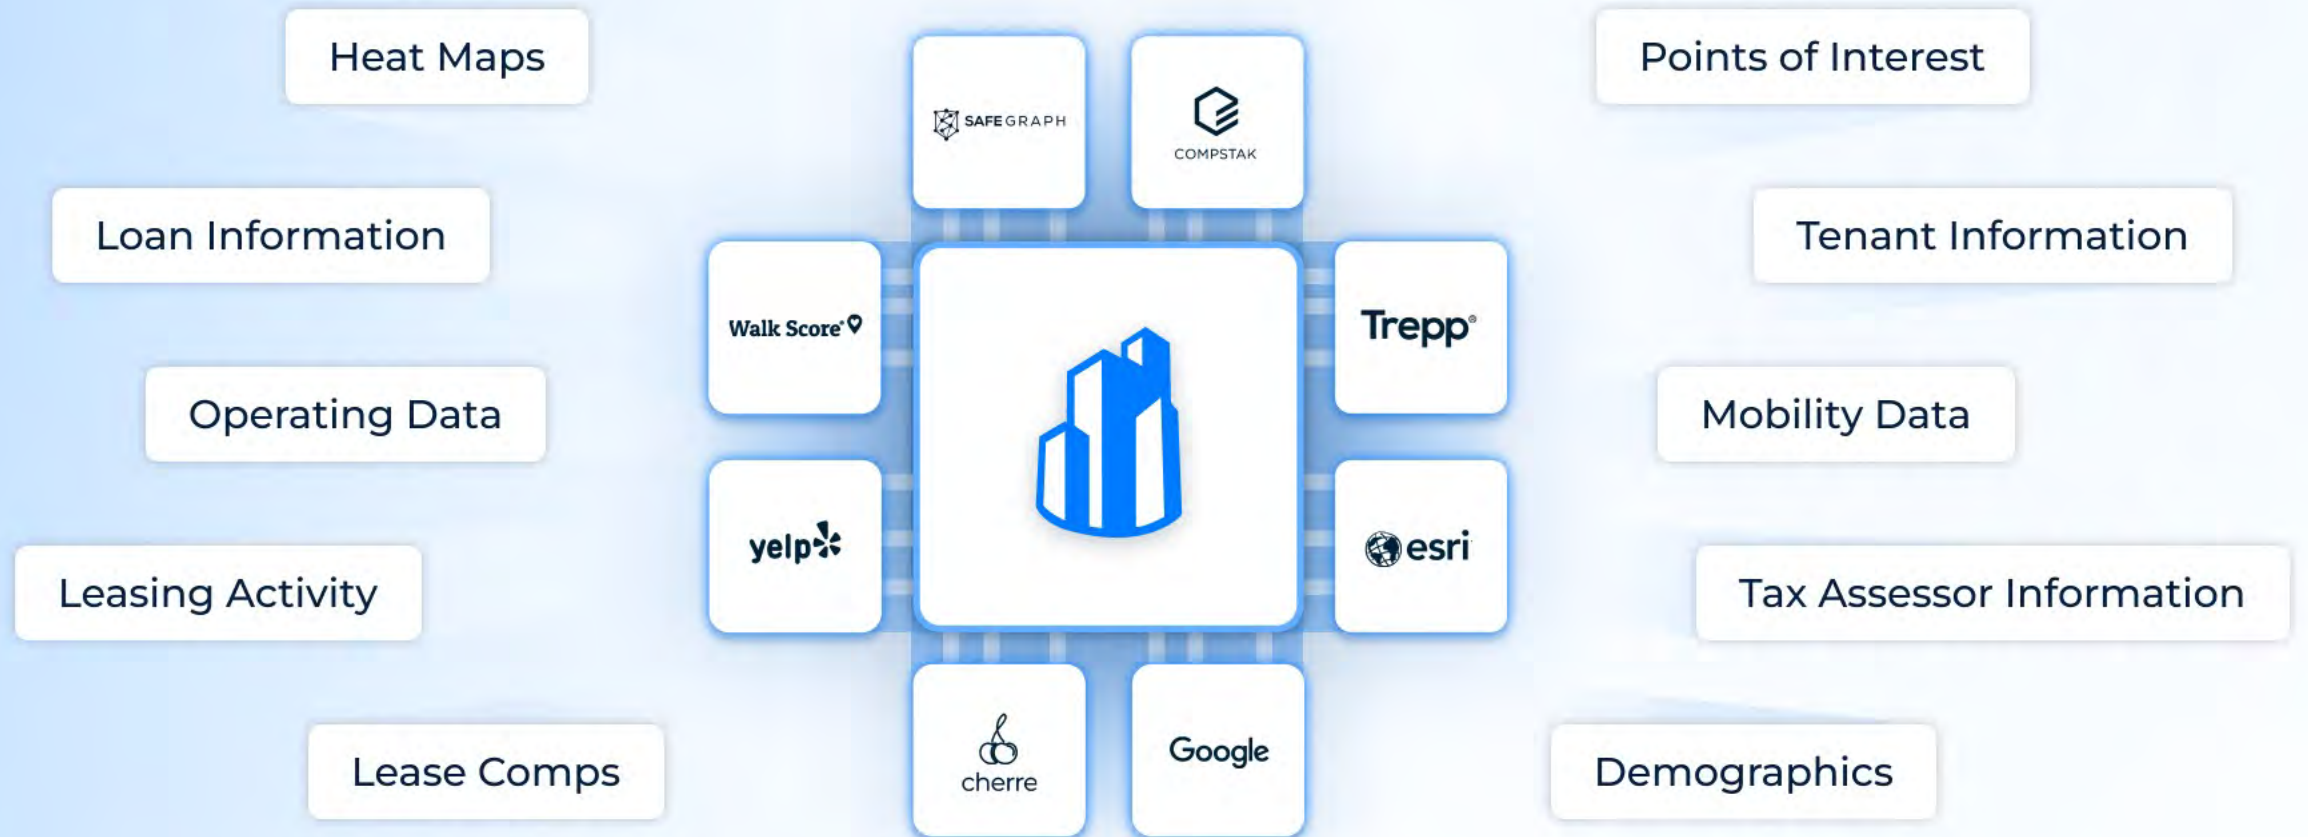 Heat Maps
Points of Interest
SAFEGRAPH
COMPSTAK
Loan Information
Tenant Information
Walk Score®
Trepp®
Operating Data
Mobility Data
yelp
esri
Leasing Activity
Tax Assessor Information
cherre
Google
Lease Comps
Demographics